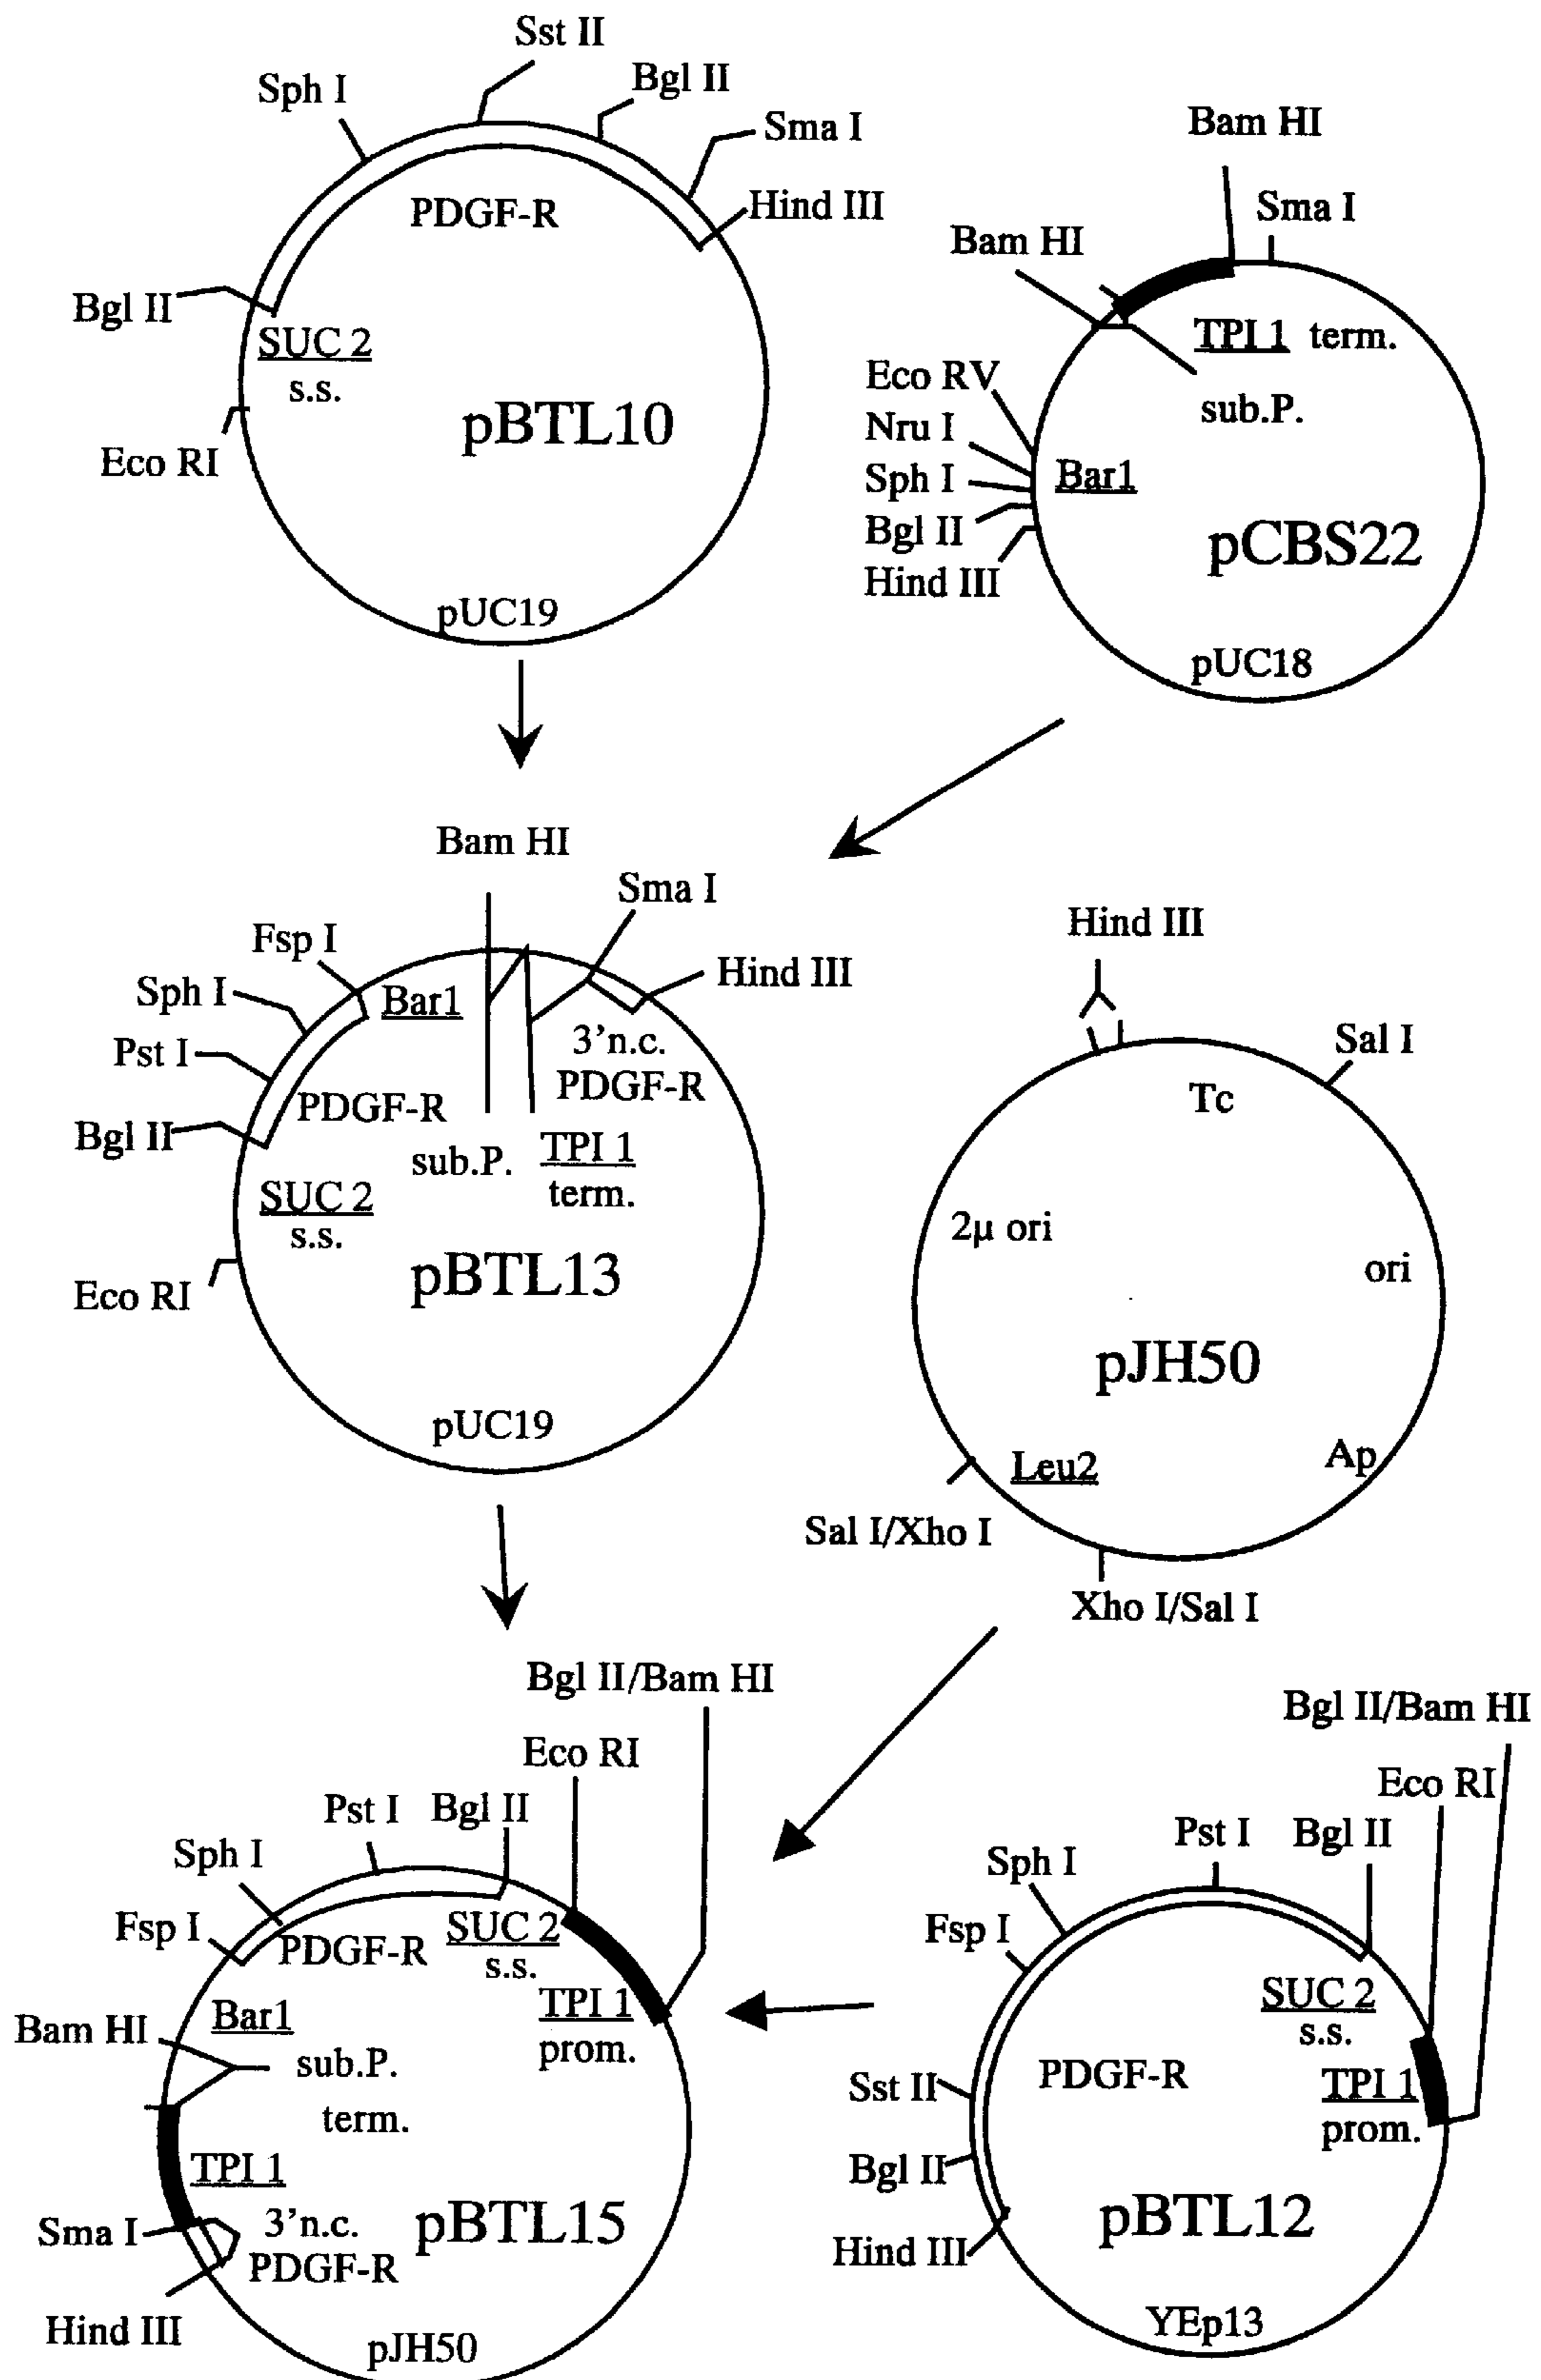 Sst II
Sph I
Bgl II
Sma I
Hind III
PDGF-R
Bgl II
SUC 2
s.s.
pBTL10
Eco RI
pUC19
Bam HI
Sma I
Bam HI
TPI 1 term.
Eco RV
sub.P.
Nru I
Sph I
Bar1
Bgl II
pCBS22
Hind III
pUC18
Bam HI
Sma I
Fsp I
Hind III
Sph I
Bar1
3'n.c.
Pst I
PDGF-R
PDGF-R
Bgl II
sub.P.
TPI 1
term.
SUC 2
s.s.
pBTL13
Eco RI
pUC19
Hind III
Sal I
Tc
2μ ori
ori
pJH50
Leu2
Ap
Sal I/Xho I
Xho I/Sal I
Bgl II/Bam HI
Eco RI
Pst I
Bgl II
Sph I
Fsp I
SUC 2
s.s.
PDGF-R
TPI 1
prom.
Bar1
Bam HI
sub.P.
term.
TPI 1
Sma I
3'n.c.
PDGF-R
pBTL15
Hind III
pJH50
Bgl II/Bam HI
Eco RI
Pst I
Bgl II
Sph I
Fsp I
SUC 2
s.s.
PDGF-R
TPI 1
prom.
Sst II
Bgl II
pBTL12
Hind III
YEp13